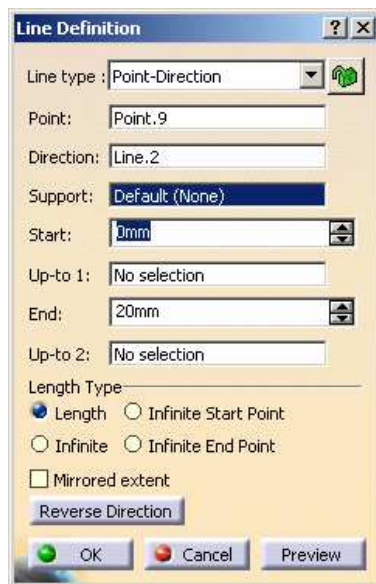 Line Definition
Line type : Point-Direction
Point: Point.9
Direction: Line.2
Support: Default (None)
Start: 0mm
Up-to 1: No selection
End: 20mm
Up-to 2: No selection
Length Type
Length Infinite Start Point
Infinite Infinite End Point
Mirrored extent
Reverse Direction
OK Cancel Preview